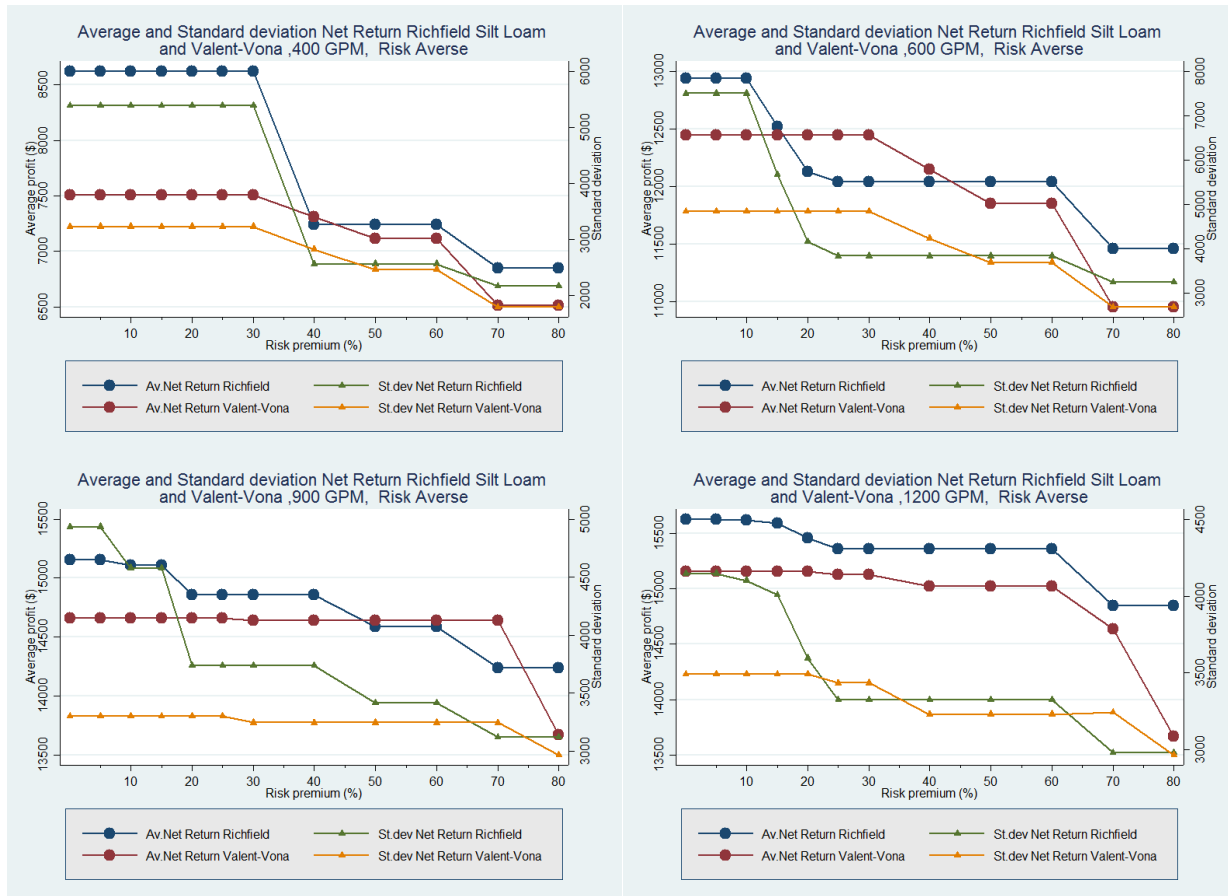 Average and Standard deviation Net Return Richfield Silt Loam
and Valent-Vona ,400 GPM, Risk Averse
Average profit ($)
8500
8000
7500
7000
6500
6000
5000
4000
3000
2000
Standard deviation
10 20 30 40 50 60 70 80
Risk premium (%)
Av.Net Return Richfield St.dev Net Return Richfield
Av.Net Return Valent-Vona St.dev Net Return Valent-Vona
Average and Standard deviation Net Return Richfield Silt Loam
and Valent-Vona ,600 GPM, Risk Averse
Average profit ($)
13000
12500
12000
11500
11000
8000
7000
6000
5000
4000
3000
Standard deviation
10 20 30 40 50 60 70 80
Risk premium (%)
Av.Net Return Richfield St.dev Net Return Richfield
Av.Net Return Valent-Vona St.dev Net Return Valent-Vona
Average and Standard deviation Net Return Richfield Silt Loam
and Valent-Vona ,900 GPM, Risk Averse
Average profit ($)
15500
15000
14500
14000
13500
5000
4500
4000
3500
3000
Standard deviation
10 20 30 40 50 60 70 80
Risk premium (%)
Av.Net Return Richfield St.dev Net Return Richfield
Av.Net Return Valent-Vona St.dev Net Return Valent-Vona
Average and Standard deviation Net Return Richfield Silt Loam
and Valent-Vona ,1200 GPM, Risk Averse
Average profit ($)
15500
15000
14500
14000
13500
4500
4000
3500
3000
Standard deviation
10 20 30 40 50 60 70 80
Risk premium (%)
Av.Net Return Richfield St.dev Net Return Richfield
Av.Net Return Valent-Vona St.dev Net Return Valent-Vona